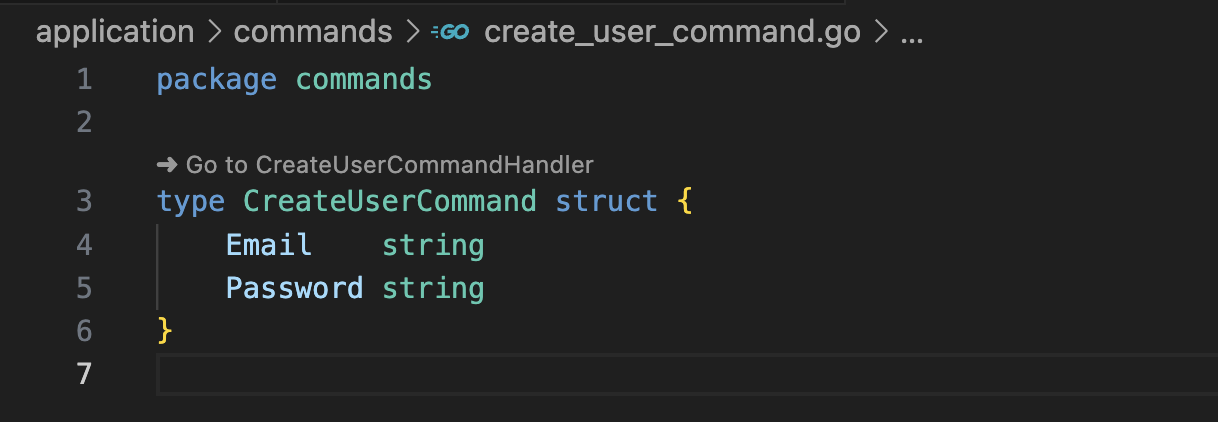 application > commands > GO create_user_command.go > ...
1 package commands
2
➜ Go to CreateUserCommandHandler
3 type CreateUserCommand struct {
4     Email    string
5     Password string
6 }
7